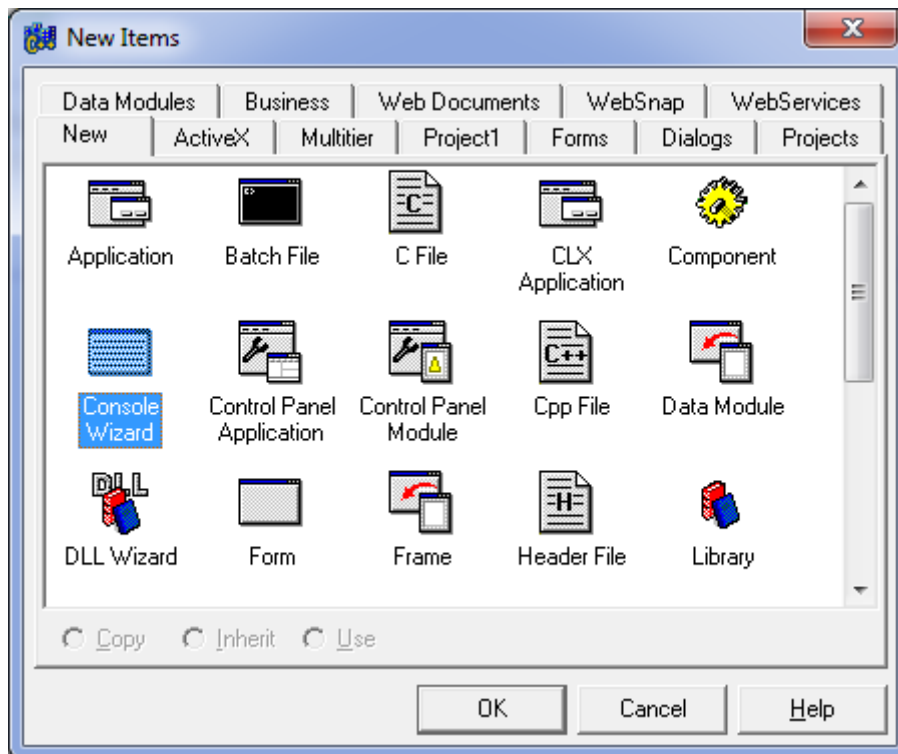 New Items
Data Modules Business Web Documents WebSnap WebServices
New ActiveX Multitier Project1 Forms Dialogs Projects
C
Application Batch File C File CLX Application Component
C++
Console Wizard Control Panel Application Control Panel Module Cpp File Data Module
DLL
H
DLL Wizard Form Frame Header File Library
Copy Inherit Use
OK Cancel Help